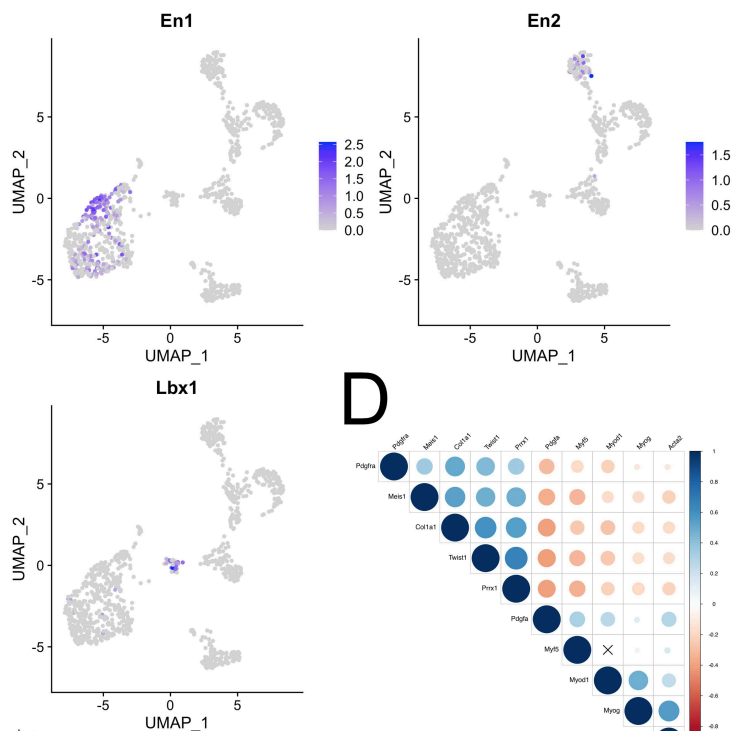 En1
En2
5
0
-5
UMAP_2
-5
0
5
UMAP_1
2.5
2.0
1.5
1.0
0.5
0.0
5
0
-5
UMAP_2
-5
0
5
UMAP_1
1.5
1.0
0.5
0.0
Lbx1
5
0
-5
UMAP_2
-5
0
5
UMAP_1
D
Pdgfra
Meis1
Col1a1
Twist1
Prrx1
Pdgfa
Myf5
Myod1
Myog
Acta2
Pdgfra
Meis1
Col1a1
Twist1
Prrx1
Pdgfa
Myf5
Myod1
Myog
1
0.8
0.6
0.4
0.2
0
-0.2
-0.4
-0.6
-0.8